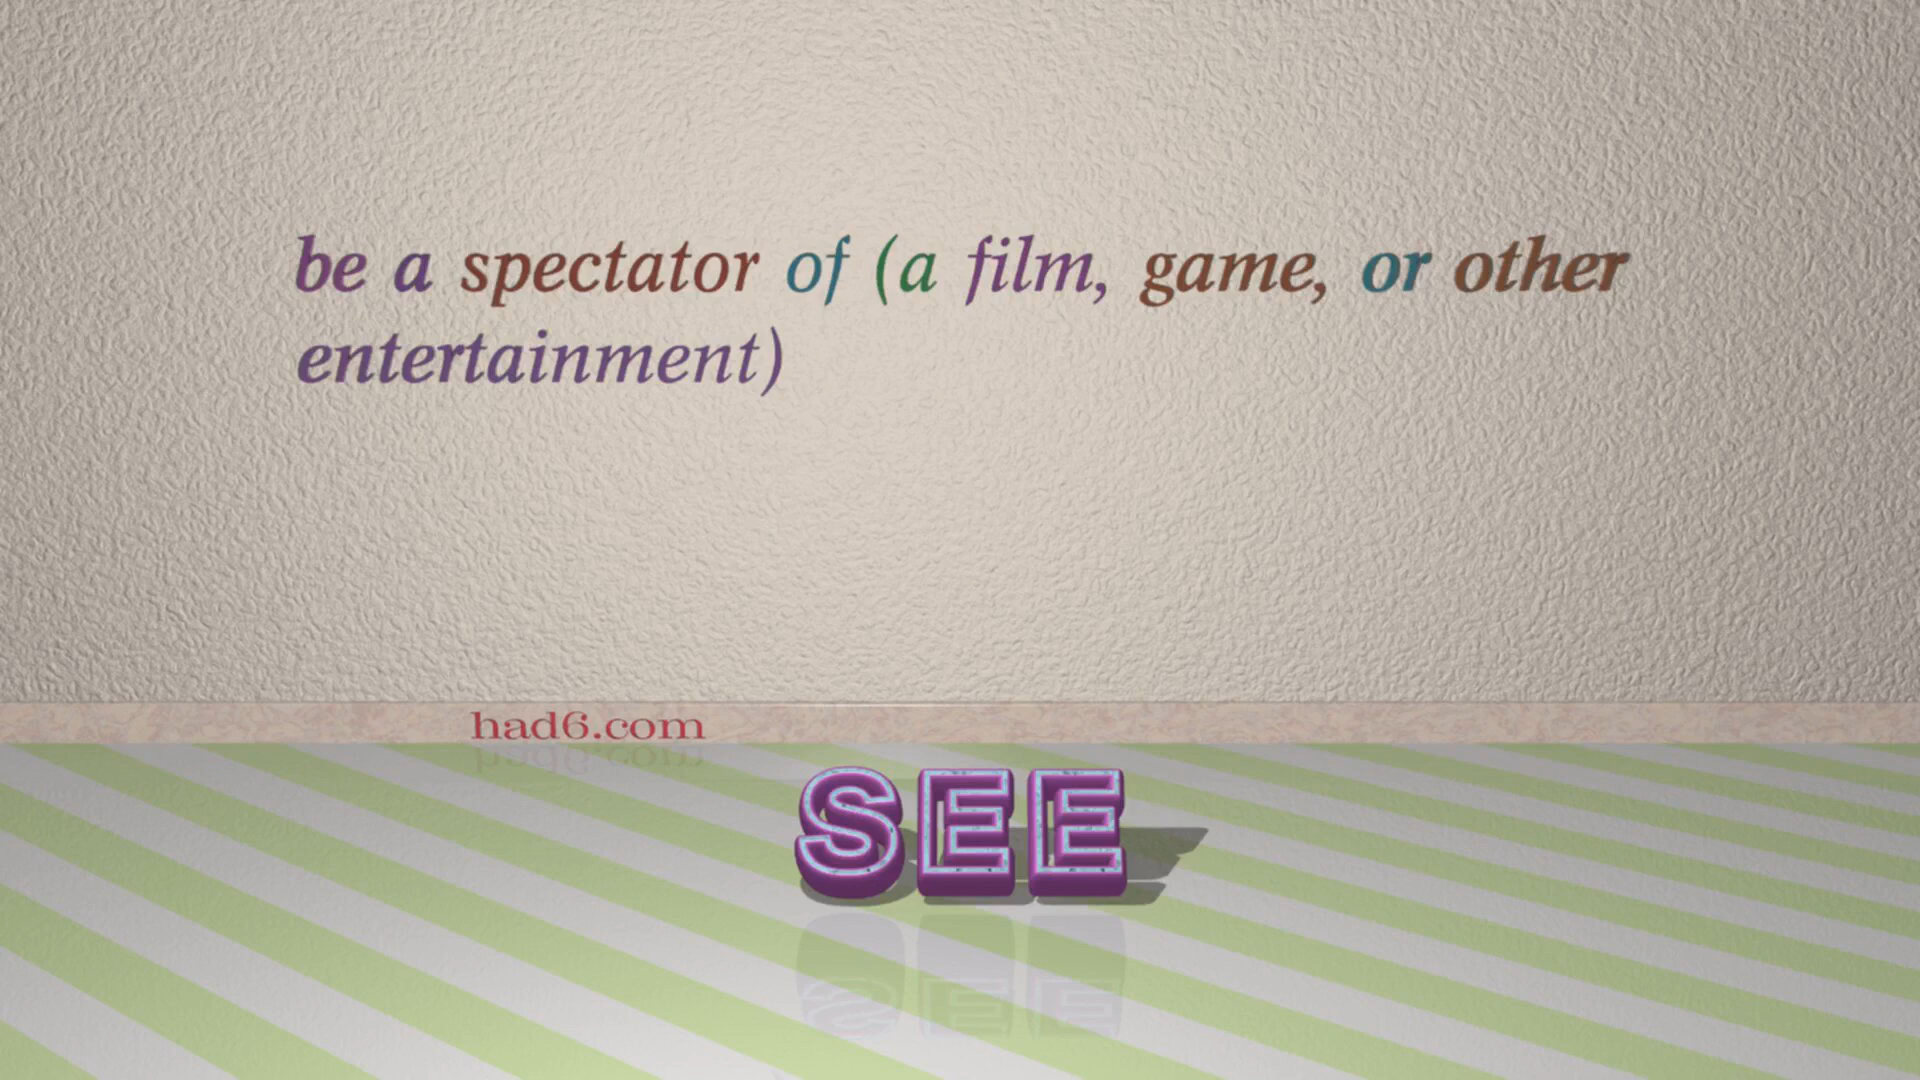 be a spectator of (a film, game, or other
entertainment)
had6.com
SEE